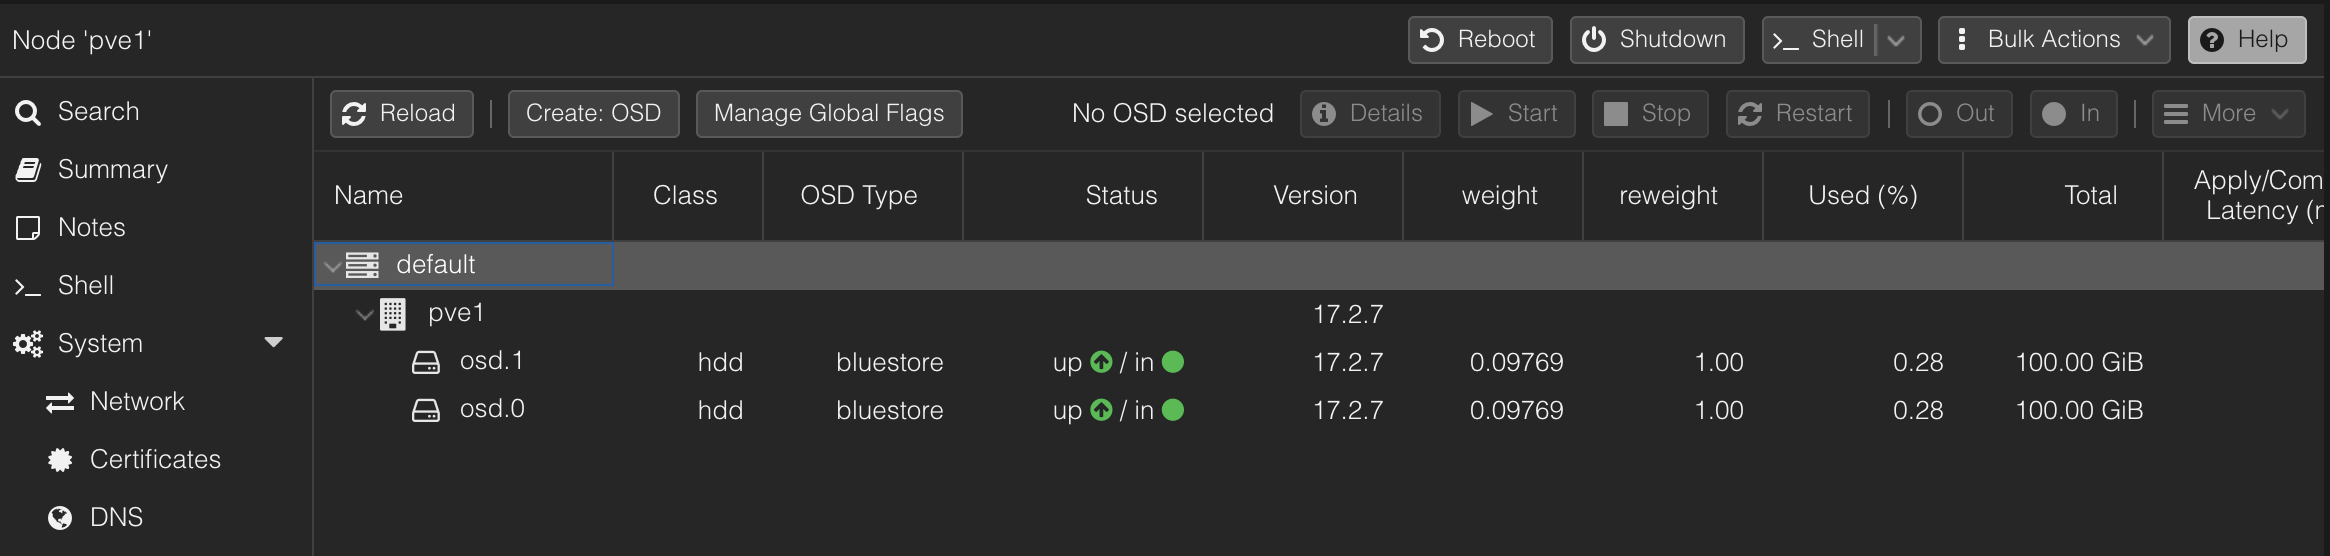 Node 'pve1'
Reboot
Shutdown
Shell
Bulk Actions
Help
Search
Summary
Notes
Shell
System
Network
Certificates
DNS
Reload
Create: OSD
Manage Global Flags
No OSD selected
Details
Start
Stop
Restart
Out
In
More
Name Class OSD Type Status Version weight reweight Used (%) Total Apply/Com
Latency (
default
pve1 17.2.7
osd.1 hdd bluestore up / in 17.2.7 0.09769 1.00 0.28 100.00 GiB
osd.0 hdd bluestore up / in 17.2.7 0.09769 1.00 0.28 100.00 GiB